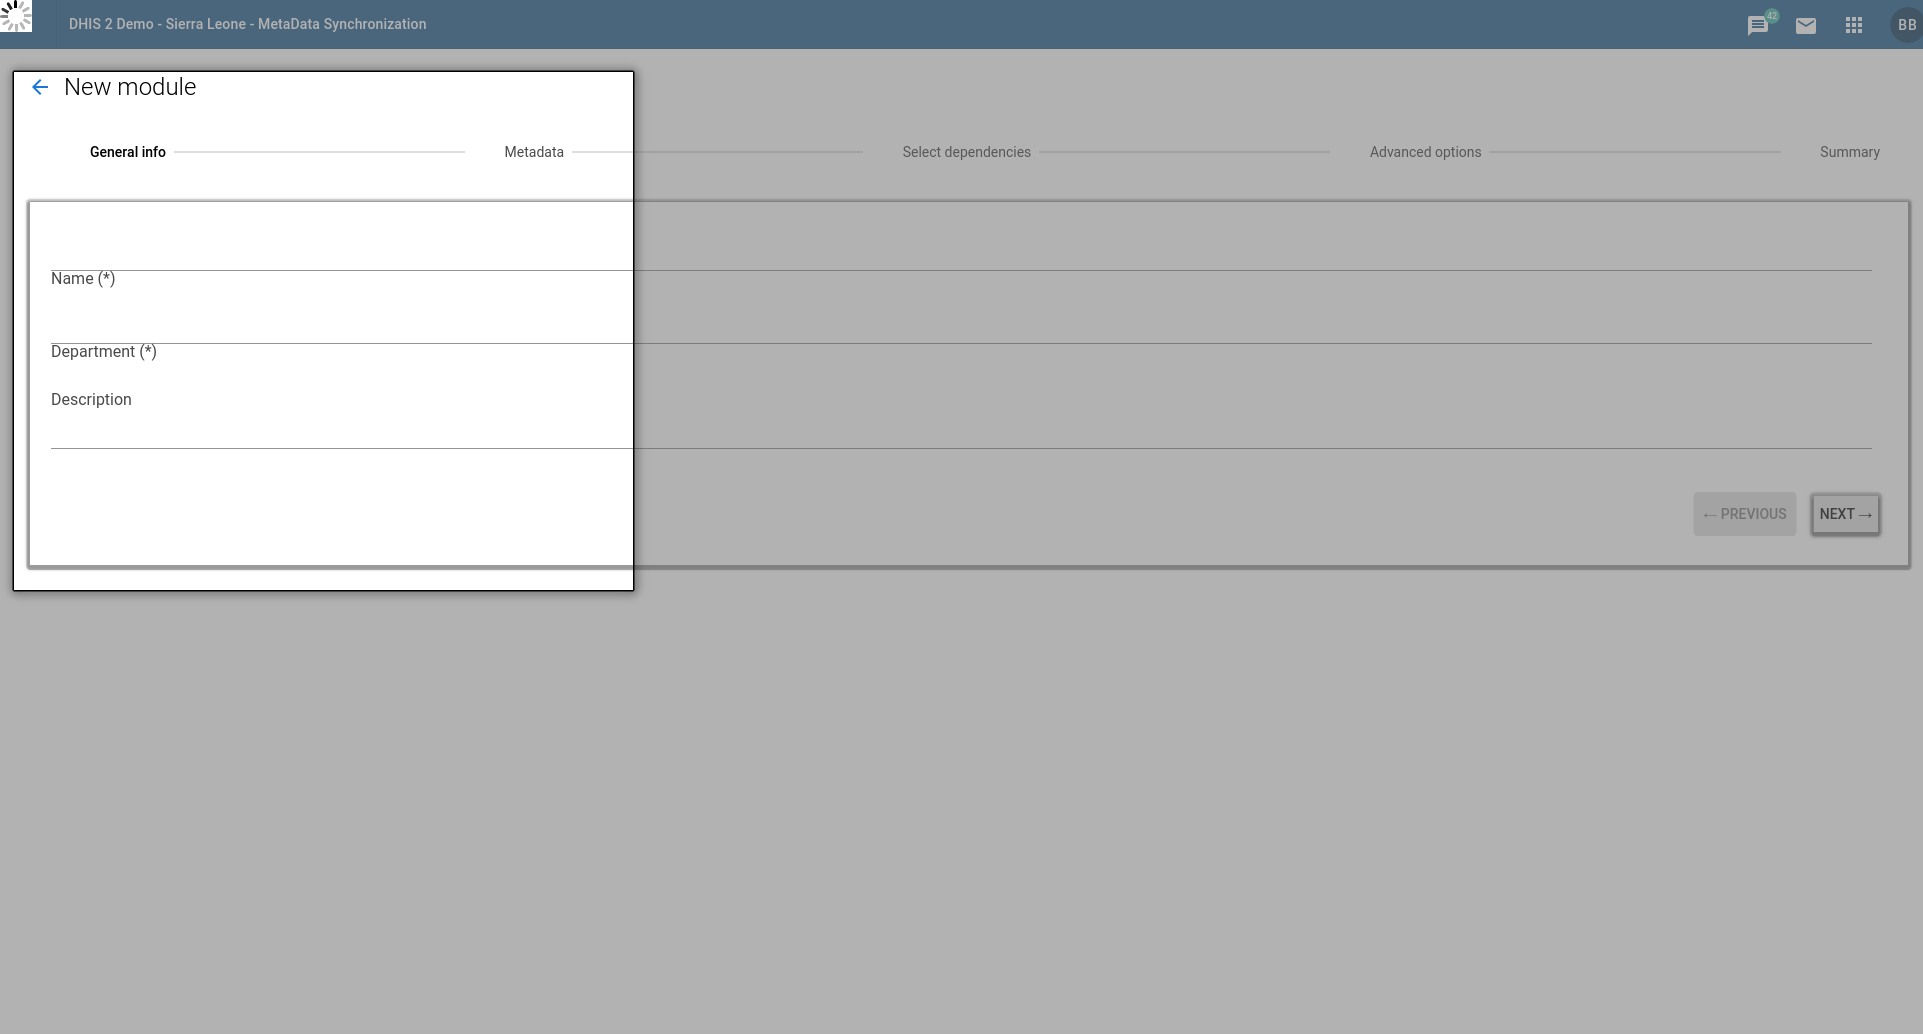 DHIS 2 Demo - Sierra Leone - MetaData Synchronization
42
BB
New module
General info Metadata Select dependencies Advanced options Summary
Name (*)
Department (*)
Description
← PREVIOUS NEXT →